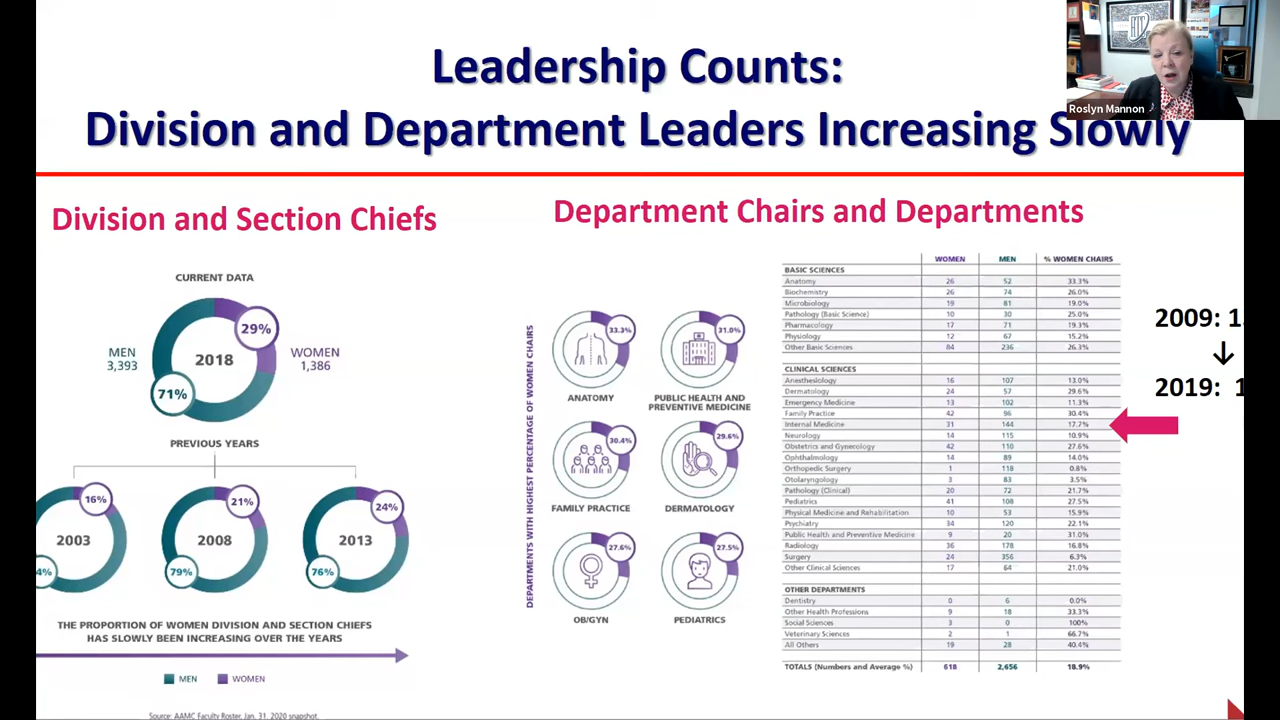 Leadership Counts:
Division and Department Leaders Increasing Slowly
Roslyn Mannon
Division and Section Chiefs
CURRENT DATA
2018
29%
71%
MEN
3,393
WOMEN
1,386
PREVIOUS YEARS
2003
16%
4%
2008
21%
79%
2013
24%
76%
THE PROPORTION OF WOMEN DIVISION AND SECTION CHIEFS
HAS SLOWLY BEEN INCREASING OVER THE YEARS
MEN WOMEN
Source: AAMC Faculty Roster, Jan. 31, 2020 snapshot.
Department Chairs and Departments
DEPARTMENTS WITH HIGHEST PERCENTAGE OF WOMEN CHAIRS
33.3%
ANATOMY
31.0%
PUBLIC HEALTH AND
PREVENTIVE MEDICINE
30.4%
FAMILY PRACTICE
29.6%
DERMATOLOGY
27.6%
OB/GYN
27.5%
PEDIATRICS
WOMEN MEN % WOMEN CHAIRS
BASIC SCIENCES
Anatomy 26 52 33.3%
Biochemistry 26 74 26.0%
Microbiology 19 81 19.0%
Pathology (Basic Science) 10 30 25.0%
Pharmacology 17 71 19.3%
Physiology 12 67 15.2%
Other Basic Sciences 84 236 26.3%
CLINICAL SCIENCES
Anesthesiology 16 107 13.0%
Dermatology 24 57 29.6%
Emergency Medicine 13 102 11.3%
Family Practice 42 96 30.4%
Internal Medicine 31 144 17.7%
Neurology 14 115 10.9%
Obstetrics and Gynecology 42 110 27.6%
Ophthalmology 14 89 14.0%
Orthopedic Surgery 1 118 0.8%
Otolaryngology 3 83 3.5%
Pathology (Clinical) 20 72 21.7%
Pediatrics 41 108 27.5%
Physical Medicine and Rehabilitation 10 53 15.9%
Psychiatry 34 120 22.1%
Public Health and Preventive Medicine 9 20 31.0%
Radiology 36 178 16.8%
Surgery 24 356 6.3%
Other Clinical Sciences 17 64 21.0%
OTHER DEPARTMENTS
Dentistry 0 6 0.0%
Other Health Professions 9 18 33.3%
Social Sciences 3 0 100%
Veterinary Sciences 2 1 66.7%
All Others 19 28 40.4%
TOTALS (Numbers and Average %) 618 2,656 18.9%
2009: 1
2019: 1